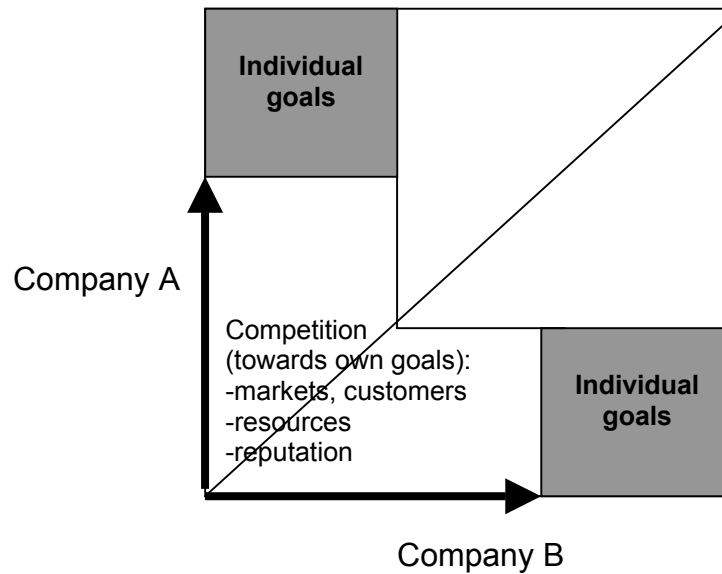 Individual
goals
Company A
Competition
(towards own goals):
-markets, customers
-resources
-reputation
Individual
goals
Company B